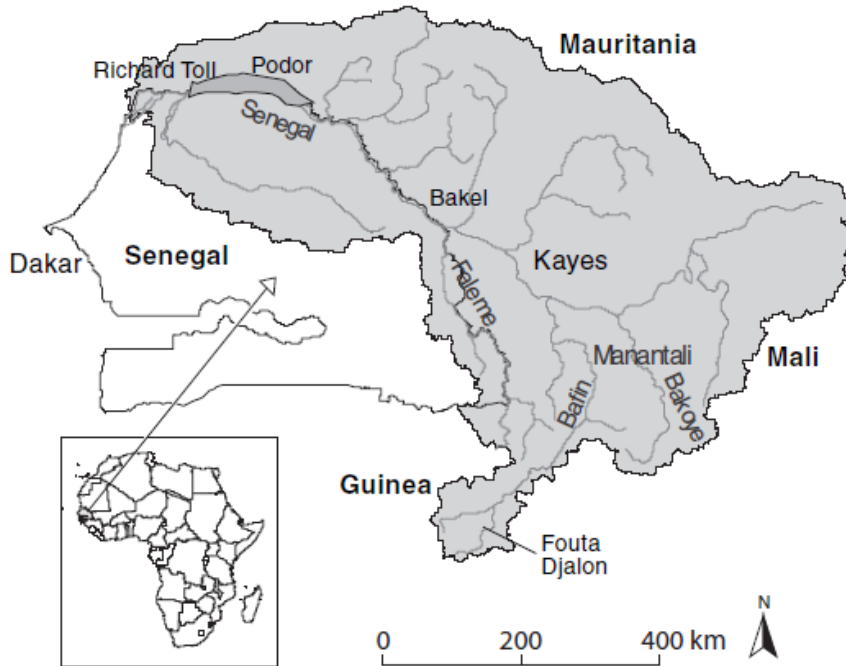 Mauritania
Richard Toll
Podor
Senegal
Bakel
Dakar
Senegal
Kayes
Faleme
Manantali
Mali
Bafin
Bakoye
Guinea
Fouta
Djalon
N
0 200 400 km